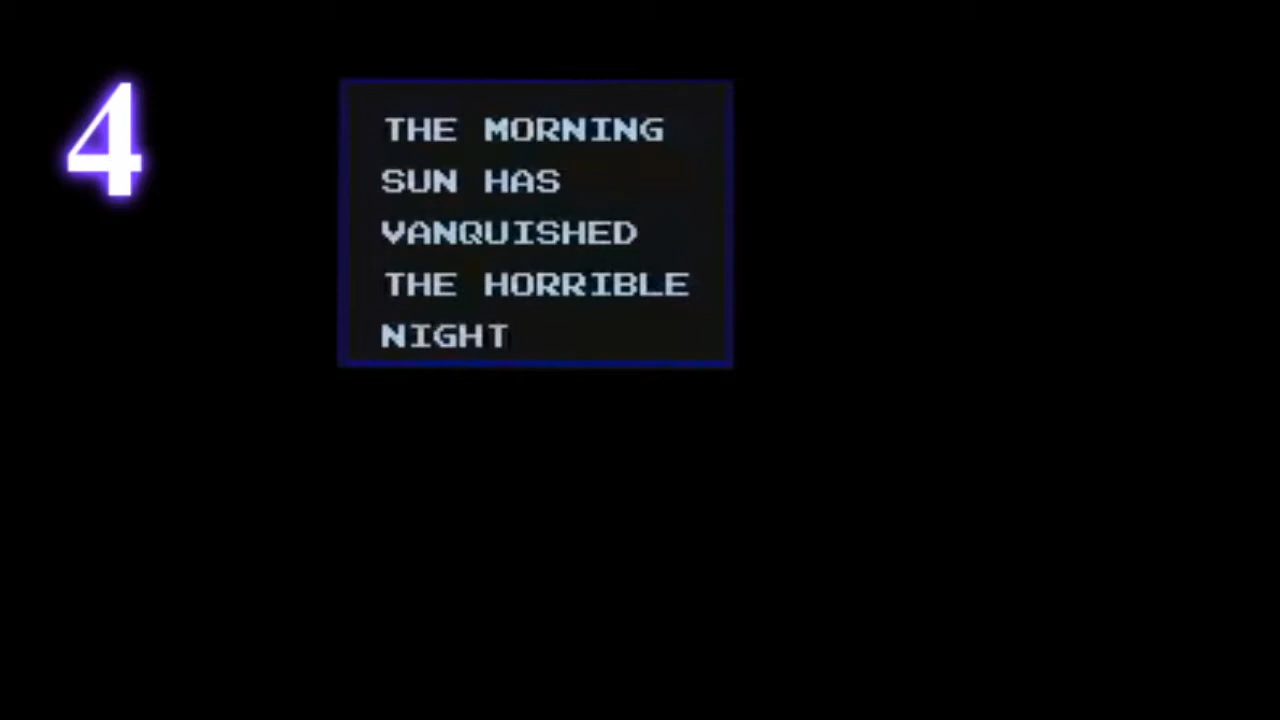 4
THE MORNING
SUN HAS
VANQUISHED
THE HORRIBLE
NIGHT